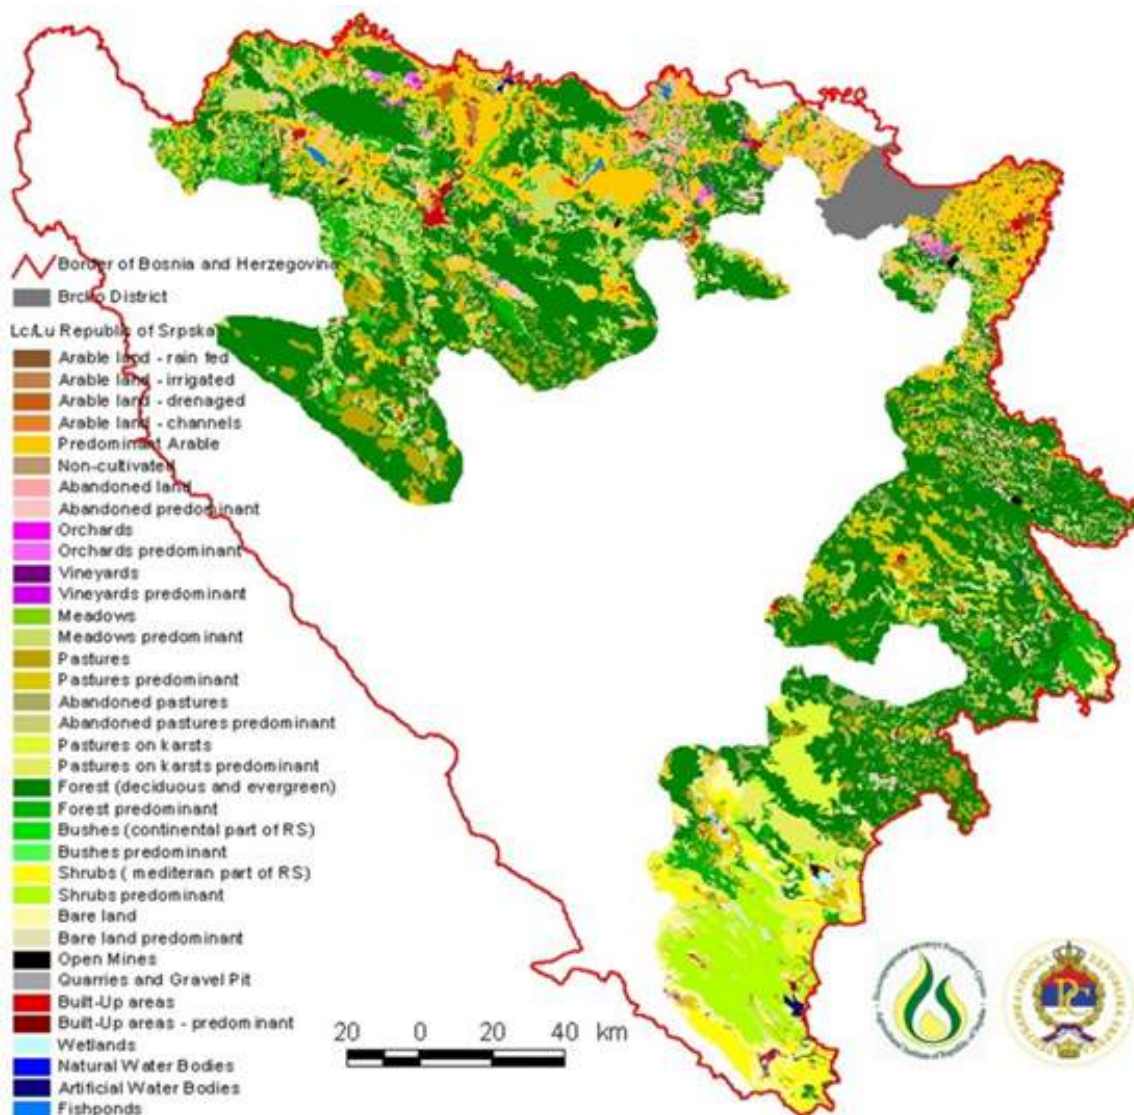 Border of Bosnia and Herzegovina
Brcko District
Lc/Lu Republic of Srpska
Arable land - rain fed
Arable land - irrigated
Arable land - drenaged
Arable land - channels
Predominant Arable
Non-cultivated
Abandoned land
Abandoned predominant
Orchards
Orchards predominant
Vineyards
Vineyards predominant
Meadows
Meadows predominant
Pastures
Pastures predominant
Abandoned pastures
Abandoned pastures predominant
Pastures on karsts
Pastures on karsts predominant
Forest (deciduous and evergreen)
Forest predominant
Bushes (continental part of RS)
Bushes predominant
Shrubs ( mediteran part of RS)
Shrubs predominant
Bare land
Bare land predominant
Open Mines
Quarries and Gravel Pit
Built-Up areas
Built-Up areas - predominant
Wetlands
Natural Water Bodies
Artificial Water Bodies
Fishponds
20 0 20 40 km